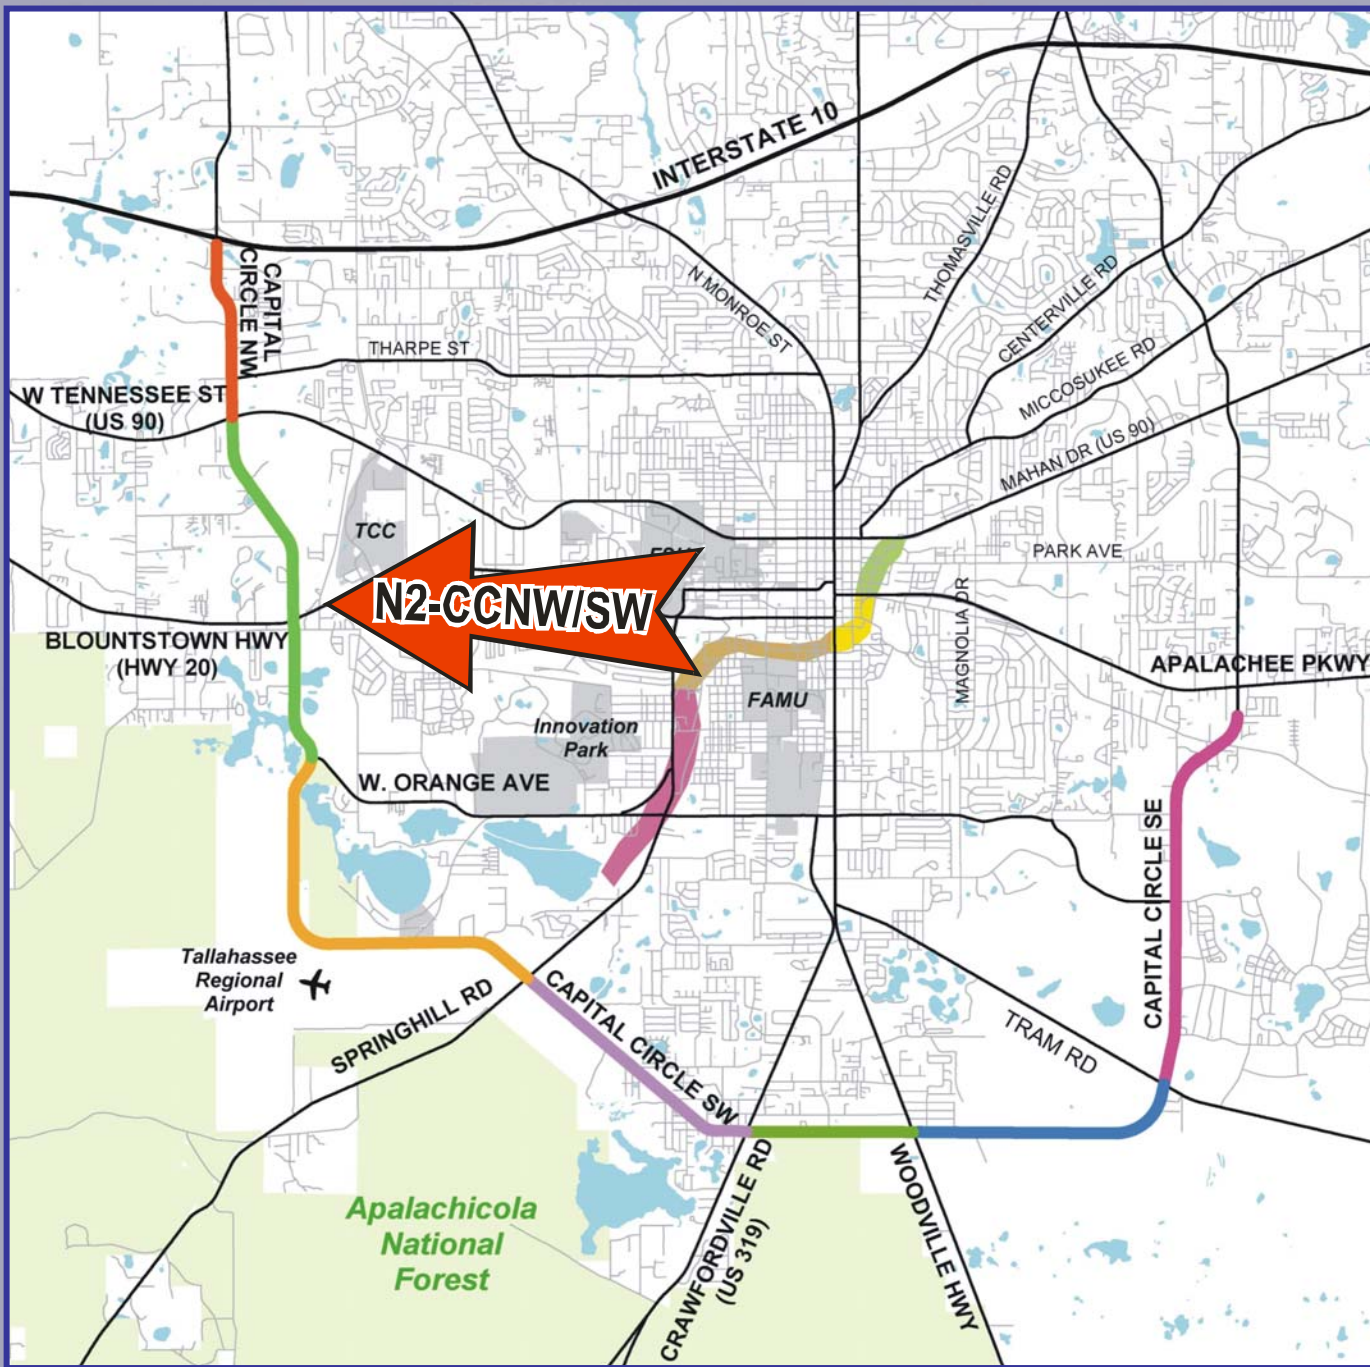 INTERSTATE 10
THOMASVILLE RD
CAPITAL
CIRCLE NW
N MONROE ST
CENTERVILLE RD
THARPE ST
MICCOSUKEE RD
W TENNESSEE ST
(US 90)
MAHAN DR (US 90)
TCC
PARK AVE
N2-CCNW/SW
MAGNOLIA DR
BLOUNTSTOWN HWY
(HWY 20)
APALACHEE PKWY
FAMU
Innovation
Park
W. ORANGE AVE
CAPITAL CIRCLE SE
Tallahassee
Regional
Airport
SPRINGHILL RD
CAPITAL CIRCLE SW
TRAM RD
CRAWFORDVILLE RD
(US 319)
WOODVILLE HWY
Apalachicola
National
Forest